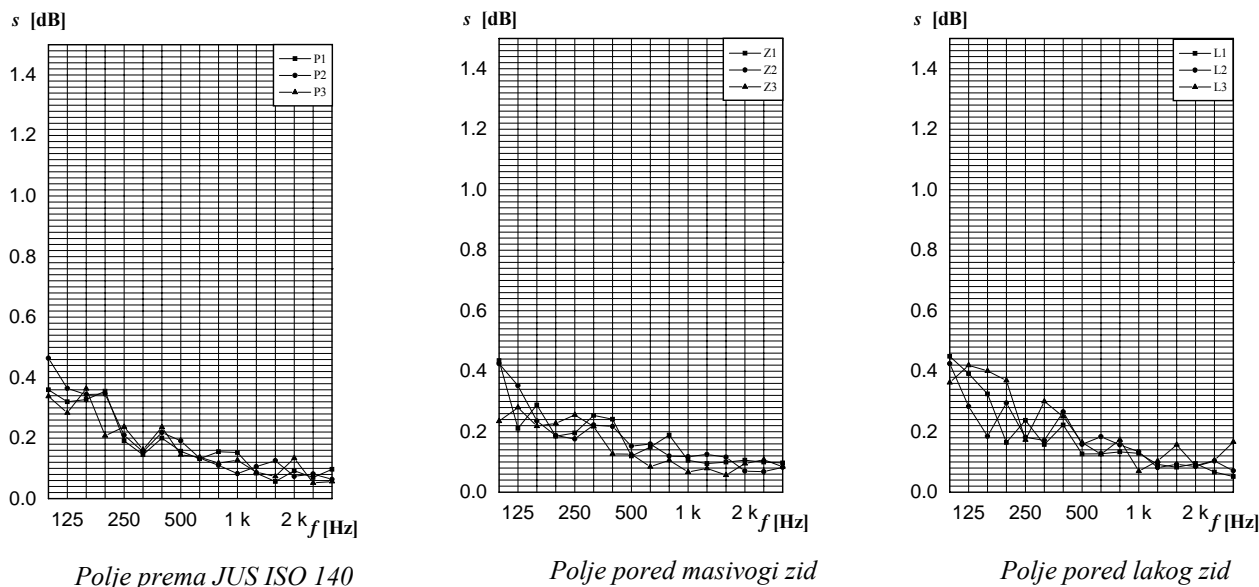 s [dB]
1.4
1.2
1.0
0.8
0.6
0.4
0.2
0.0
P1
P2
P3
125 250 500 1 k 2 k f [Hz]
Polje prema JUS ISO 140
s [dB]
1.4
1.2
1.0
0.8
0.6
0.4
0.2
0.0
Z1
Z2
Z3
125 250 500 1 k 2 k f [Hz]
Polje pored masivogi zid
s [dB]
1.4
1.2
1.0
0.8
0.6
0.4
0.2
0.0
L1
L2
L3
125 250 500 1 k 2 k f [Hz]
Polje pored lakog zid